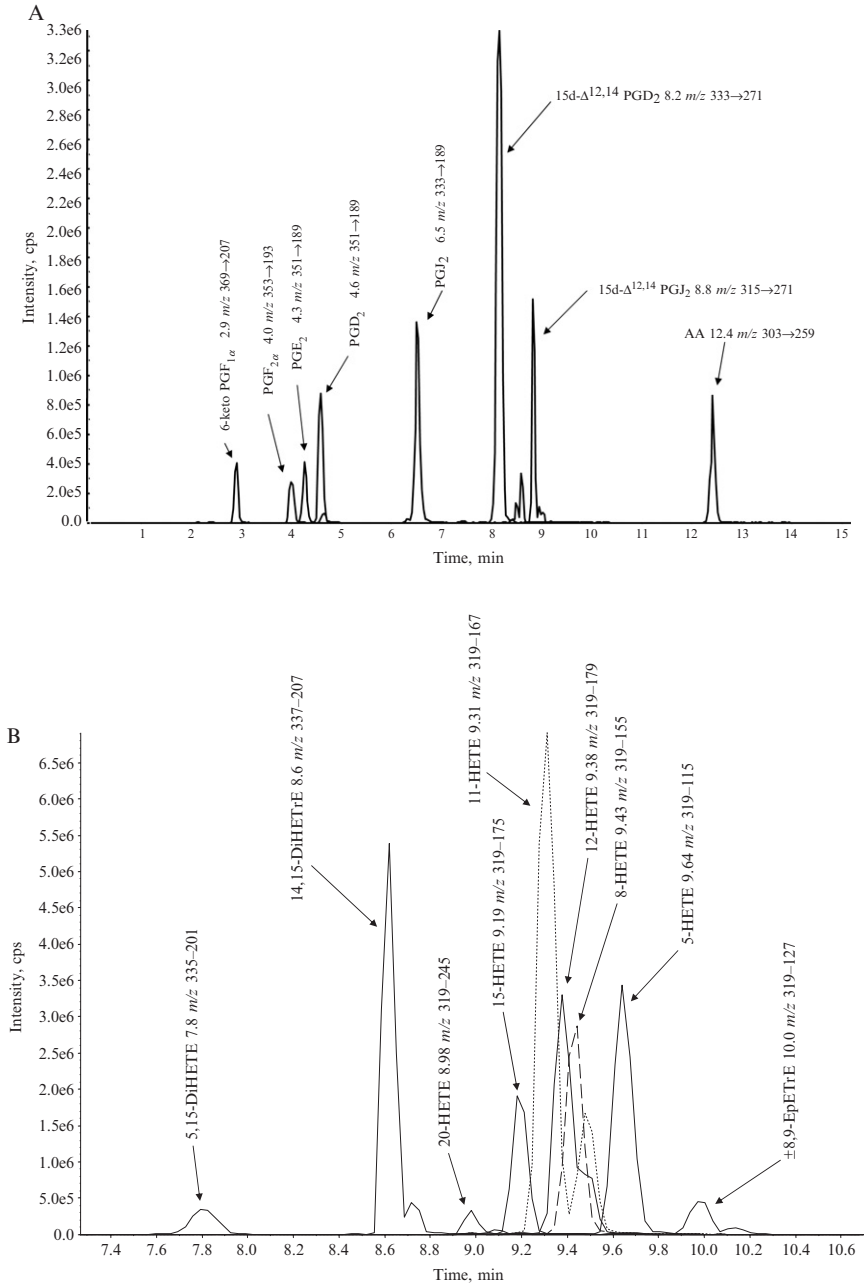 A
3.3e6
3.2e6
3.0e6
2.8e6
2.6e6
2.4e6
2.2e6
2.0e6
1.8e6
1.6e6
1.4e6
1.2e6
1.0e6
8.0e5
6.0e5
4.0e5
2.0e5
0.0
Intensity, cps
6-keto PGF1α 2.9 m/z 369→207
PGF2α 4.0 m/z 353→193
PGE2 4.3 m/z 351→189
PGD2 4.6 m/z 351→189
PGJ2 6.5 m/z 333→189
15d-Δ12,14 PGD2 8.2 m/z 333→271
15d-Δ12,14 PGJ2 8.8 m/z 315→271
AA 12.4 m/z 303→259
1 2 3 4 5 6 7 8 9 10 11 12 13 14 15
Time, min
B
6.5e6
6.0e6
5.5e6
5.0e6
4.5e6
4.0e6
3.5e6
3.0e6
2.5e6
2.0e6
1.5e6
1.0e6
5.0e5
0.0
Intensity, cps
5,15-DiHETE 7.8 m/z 335–201
14,15-DiHETrE 8.6 m/z 337–207
20-HETE 8.98 m/z 319–245
15-HETE 9.19 m/z 319–175
11-HETE 9.31 m/z 319–167
12-HETE 9.38 m/z 319–179
8-HETE 9.43 m/z 319–155
5-HETE 9.64 m/z 319–115
±8,9-EpETrE 10.0 m/z 319–127
7.4 7.6 7.8 8.0 8.2 8.4 8.6 8.8 9.0 9.2 9.4 9.6 9.8 10.0 10.2 10.4 10.6
Time, min